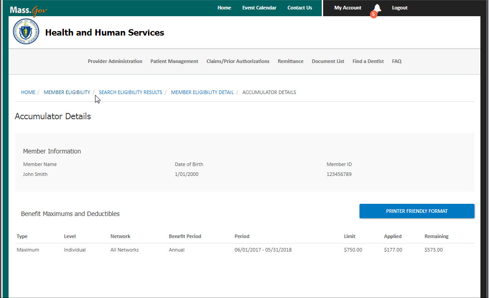 Mass.Gov Home Event Calendar Contact Us My Account Logout
Health and Human Services
Provider Administration Patient Management Claims/Prior Authorizations Remittance Document List Find a Dentist FAQ
HOME / MEMBER ELIGIBILITY / SEARCH ELIGIBILITY RESULTS / MEMBER ELIGIBILITY DETAIL / ACCUMULATOR DETAILS
Accumulator Details
Member Information
Member Name Date of Birth Member ID
John Smith 1/01/2000 123456789
Benefit Maximums and Deductibles PRINTER FRIENDLY FORMAT
Type Level Network Benefit Period Period Limit Applied Remaining
Maximum Individual All Networks Annual 06/01/2017 - 05/31/2018 $750.00 $177.00 $573.00